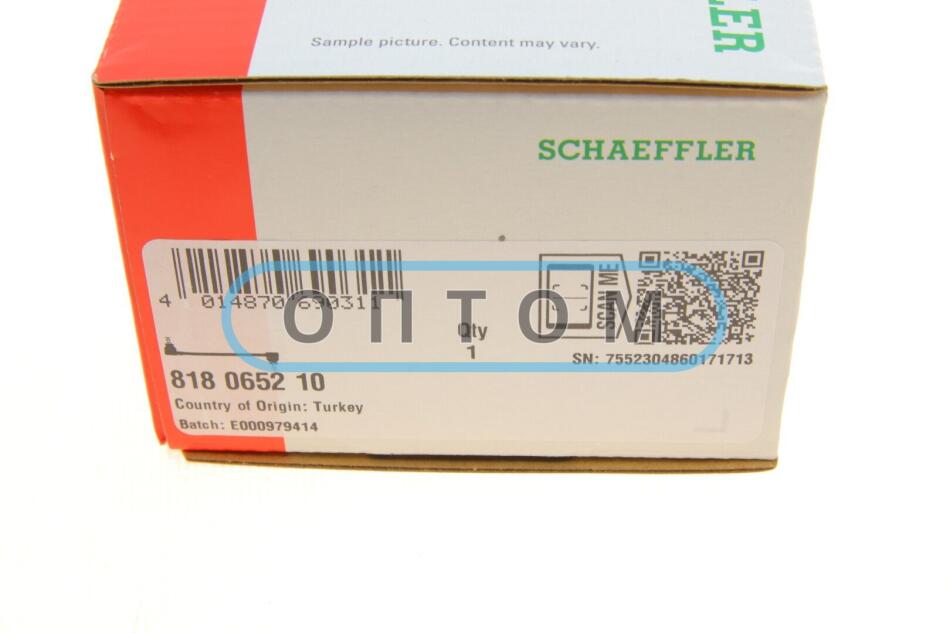 LER
Sample picture. Content may vary.
SCHAEFFLER
4 014870 690311
ОПТОМ
Qty
1
SCAN ME
SN: 7552304860171713
818 0652 10
Country of Origin: Turkey
Batch: E000979414